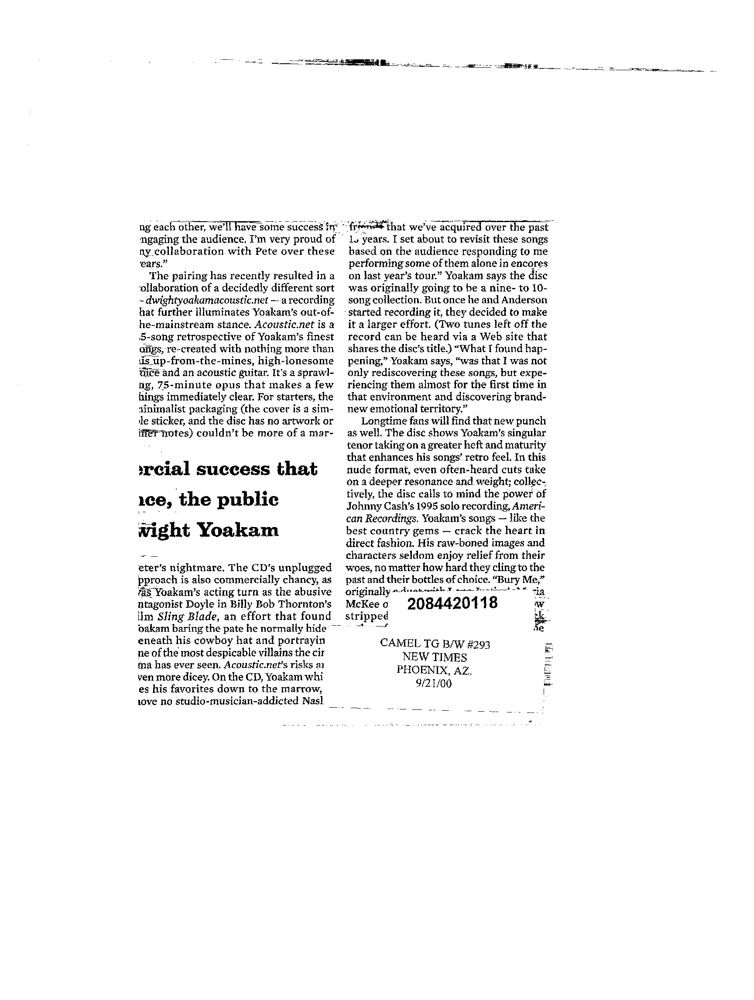 ng each other, we'll have some success in
ngaging the audience. I'm very proud of
ny collaboration with Pete over these
ears."
The pairing has recently resulted in a
ollaboration of a decidedly different sort
– dwightyoakamacoustic.net — a recording
hat further illuminates Yoakam's out-of-
he-mainstream stance. Acoustic.net is a
5-song retrospective of Yoakam's finest
ongs, re-created with nothing more than
is up-from-the-mines, high-lonesome
oice and an acoustic guitar. It's a sprawl-
ng, 75-minute opus that makes a few
hings immediately clear. For starters, the
ninimalist packaging (the cover is a sim-
le sticker, and the disc has no artwork or
iner notes) couldn't be more of a mar-
ercial success that
nce, the public
wight Yoakam
eter's nightmare. The CD's unplugged
pproach is also commercially chancy, as
as Yoakam's acting turn as the abusive
ntagonist Doyle in Billy Bob Thornton's
ilm Sling Blade, an effort that found
oakam baring the pate he normally hide
eneath his cowboy hat and portrayin
ne of the most despicable villains the cir
ma has ever seen. Acoustic.net's risks ar
ven more dicey. On the CD, Yoakam whi
es his favorites down to the marrow,
ove no studio-musician-addicted Nasl
friends that we've acquired over the past
years. I set about to revisit these songs
based on the audience responding to me
performing some of them alone in encores
on last year's tour." Yoakam says the disc
was originally going to be a nine- to 10-
song collection. But once he and Anderson
started recording it, they decided to make
it a larger effort. (Two tunes left off the
record can be heard via a Web site that
shares the disc's title.) "What I found hap-
pening," Yoakam says, "was that I was not
only rediscovering these songs, but expe-
riencing them almost for the first time in
that environment and discovering brand-
new emotional territory."
Longtime fans will find that new punch
as well. The disc shows Yoakam's singular
tenor taking on a greater heft and maturity
that enhances his songs' retro feel. In this
nude format, even often-heard cuts take
on a deeper resonance and weight; collec-
tively, the disc calls to mind the power of
Johnny Cash's 1995 solo recording, Ameri-
can Recordings. Yoakam's songs — like the
best country gems — crack the heart in
direct fashion. His raw-boned images and
characters seldom enjoy relief from their
woes, no matter how hard they cling to the
past and their bottles of choice. "Bury Me,"
originally
McKee o
stripped
2084420118
CAMEL TG B/W #293
NEW TIMES
PHOENIX, AZ.
9/21/00